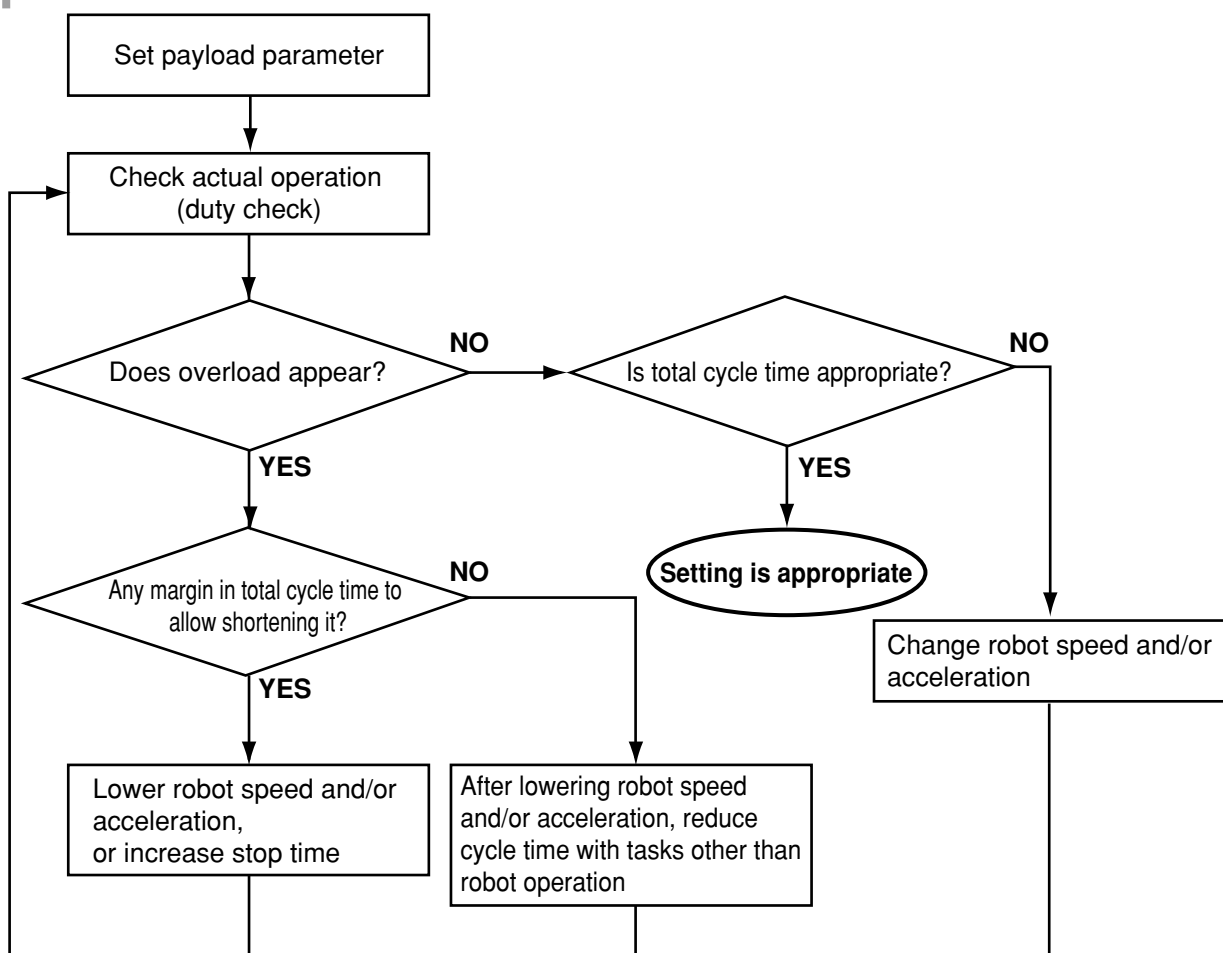 Set payload parameter
Check actual operation
(duty check)
Does overload appear?
NO
Is total cycle time appropriate?
NO
YES
YES
Setting is appropriate
Any margin in total cycle time to
allow shortening it?
NO
YES
Change robot speed and/or
acceleration
Lower robot speed and/or
acceleration,
or increase stop time
After lowering robot speed
and/or acceleration, reduce
cycle time with tasks other than
robot operation